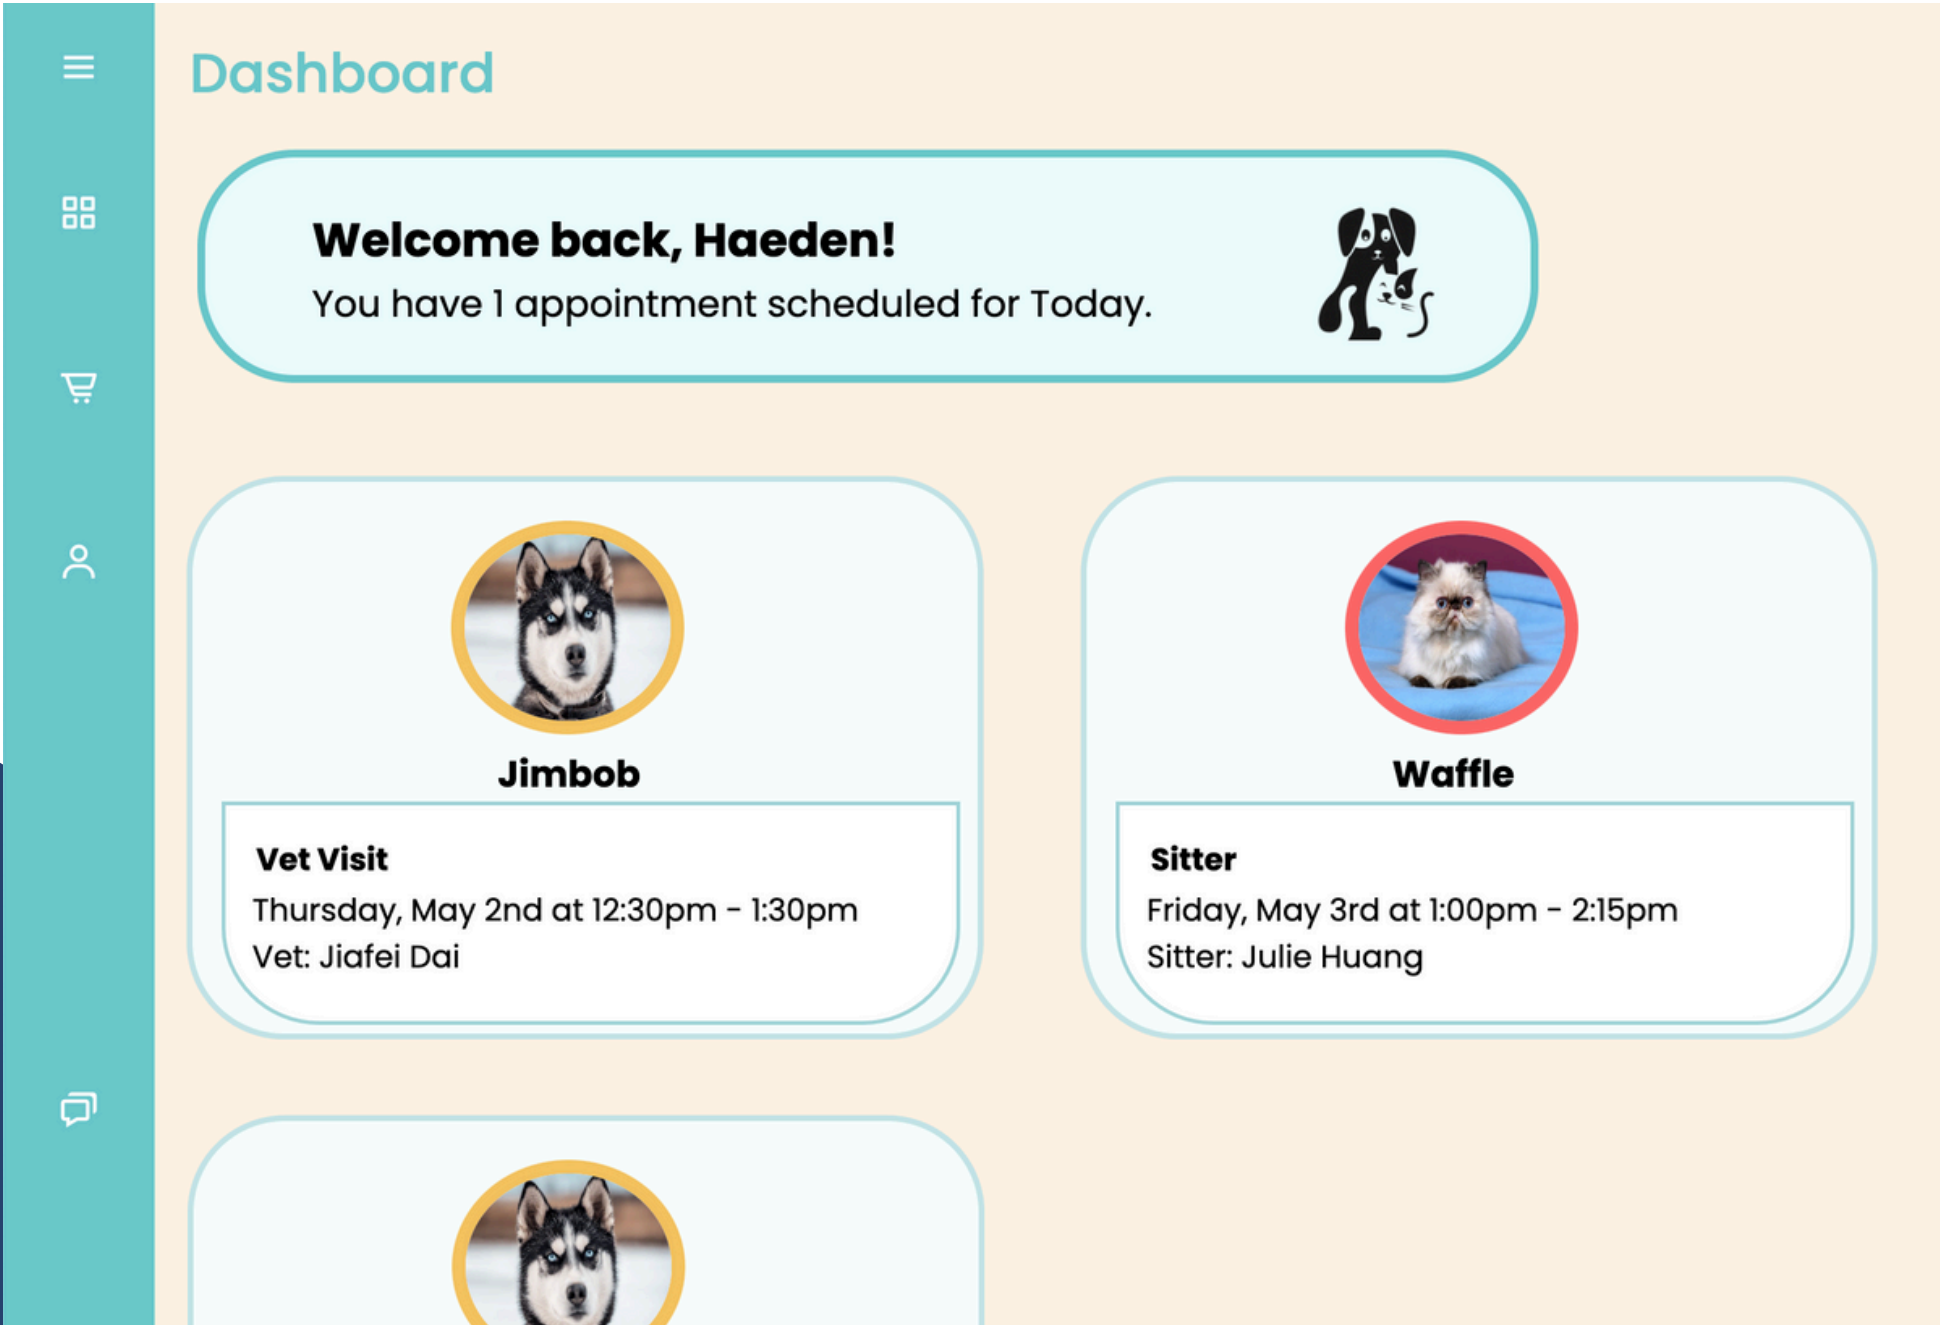 Dashboard
Welcome back, Haeden!
You have 1 appointment scheduled for Today.
Jimbob
Vet Visit
Thursday, May 2nd at 12:30pm - 1:30pm
Vet: Jiafei Dai
Waffle
Sitter
Friday, May 3rd at 1:00pm - 2:15pm
Sitter: Julie Huang